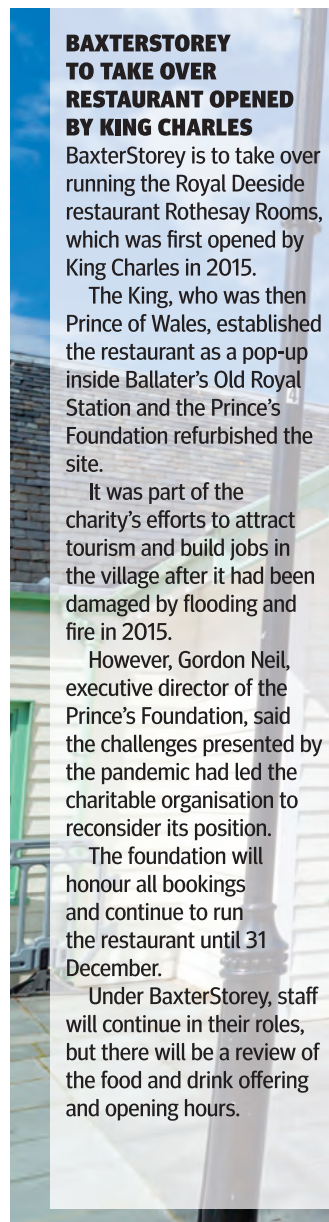 BAXTERSTOREY
TO TAKE OVER
RESTAURANT OPENED
BY KING CHARLES
BaxterStorey is to take over
running the Royal Deeside
restaurant Rothesay Rooms,
which was first opened by
King Charles in 2015.
The King, who was then
Prince of Wales, established
the restaurant as a pop-up
inside Ballater’s Old Royal
Station and the Prince’s
Foundation refurbished the
site.
It was part of the
charity’s efforts to attract
tourism and build jobs in
the village after it had been
damaged by flooding and
fire in 2015.
However, Gordon Neil,
executive director of the
Prince’s Foundation, said
the challenges presented by
the pandemic had led the
charitable organisation to
reconsider its position.
The foundation will
honour all bookings
and continue to run
the restaurant until 31
December.
Under BaxterStorey, staff
will continue in their roles,
but there will be a review of
the food and drink offering
and opening hours.
4